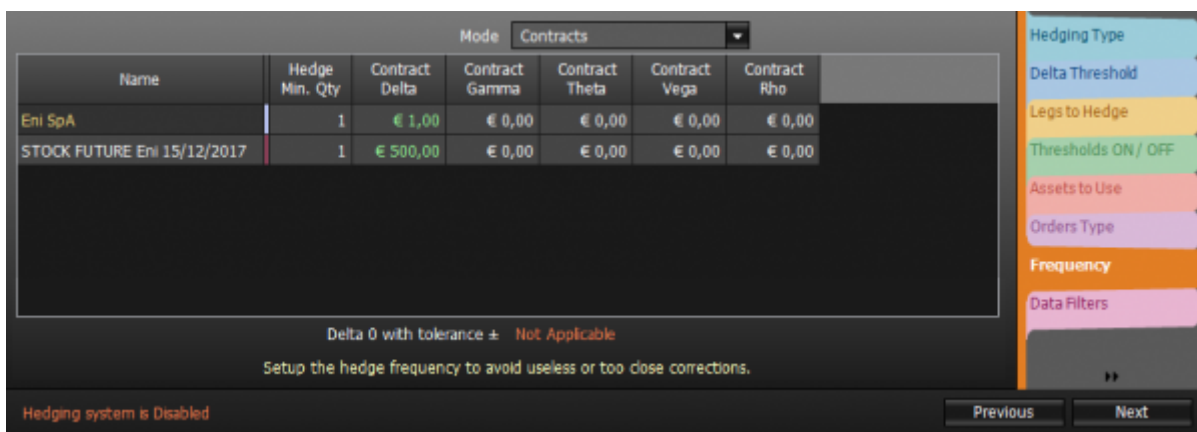 Mode Contracts
Name Hedge Min. Qty Contract Delta Contract Gamma Contract Theta Contract Vega Contract Rho
Eni SpA 1 € 1,00 € 0,00 € 0,00 € 0,00 € 0,00
STOCK FUTURE Eni 15/12/2017 1 € 500,00 € 0,00 € 0,00 € 0,00 € 0,00
Delta 0 with tolerance ± Not Applicable
Setup the hedge frequency to avoid useless or too close corrections.
Hedging Type
Delta Threshold
Legs to Hedge
Thresholds ON / OFF
Assets to Use
Orders Type
Frequency
Data Filters
Hedging system is Disabled
Previous Next